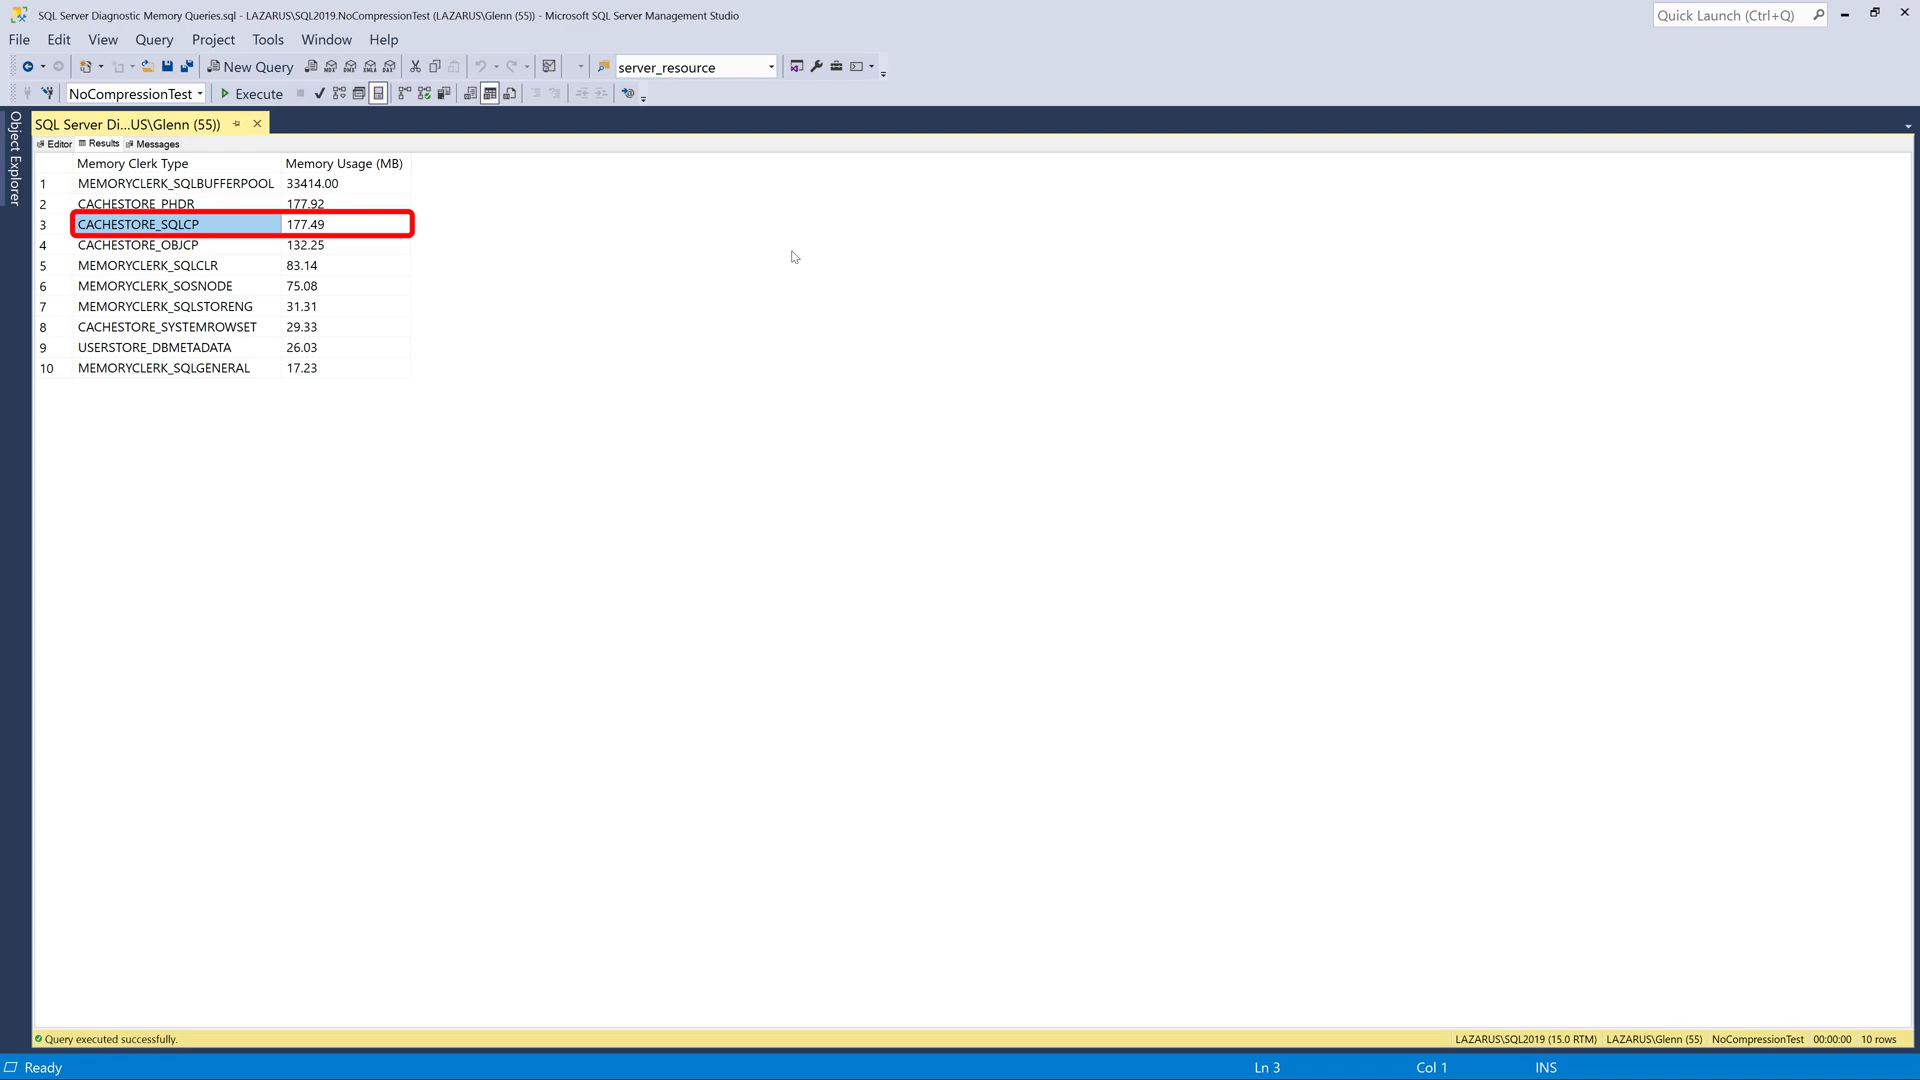 SQL Server Diagnostic Memory Queries.sql - LAZARUS\SQL2019.NoCompressionTest (LAZARUS\Glenn (55)) - Microsoft SQL Server Management Studio
Quick Launch (Ctrl+Q)
File Edit View Query Project Tools Window Help
New Query MDX DMX XMLA DAX server_resource
NoCompressionTest Execute
Object Explorer
SQL Server Di...US\Glenn (55))
Editor Results Messages
Memory Clerk Type Memory Usage (MB)
1 MEMORYCLERK_SQLBUFFERPOOL 33414.00
2 CACHESTORE_PHDR 177.92
3 CACHESTORE_SQLCP 177.49
4 CACHESTORE_OBJCP 132.25
5 MEMORYCLERK_SQLCLR 83.14
6 MEMORYCLERK_SOSNODE 75.08
7 MEMORYCLERK_SQLSTORENG 31.31
8 CACHESTORE_SYSTEMROWSET 29.33
9 USERSTORE_DBMETADATA 26.03
10 MEMORYCLERK_SQLGENERAL 17.23
Query executed successfully. LAZARUS\SQL2019 (15.0 RTM) LAZARUS\Glenn (55) NoCompressionTest 00:00:00 10 rows
Ready Ln 3 Col 1 INS